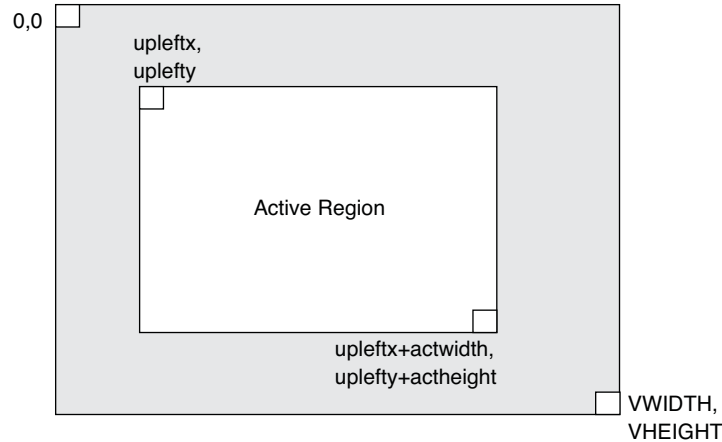 0,0
upleftx,
uplefty
Active Region
upleftx+actwidth,
uplefty+actheight
VWIDTH,
VHEIGHT